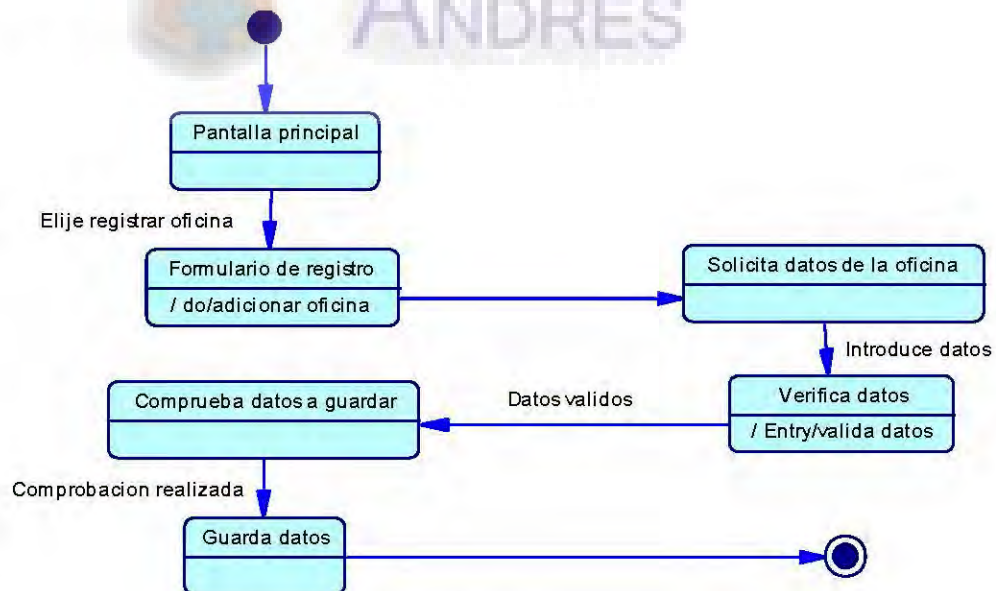 ANDRES
Pantalla principal
Elije registrar oficina
Formulario de registro
/ do/adicionar oficina
Solicita datos de la oficina
Introduce datos
Verifica datos
/ Entry/valida datos
Datos validos
Comprueba datos a guardar
Comprobacion realizada
Guarda datos